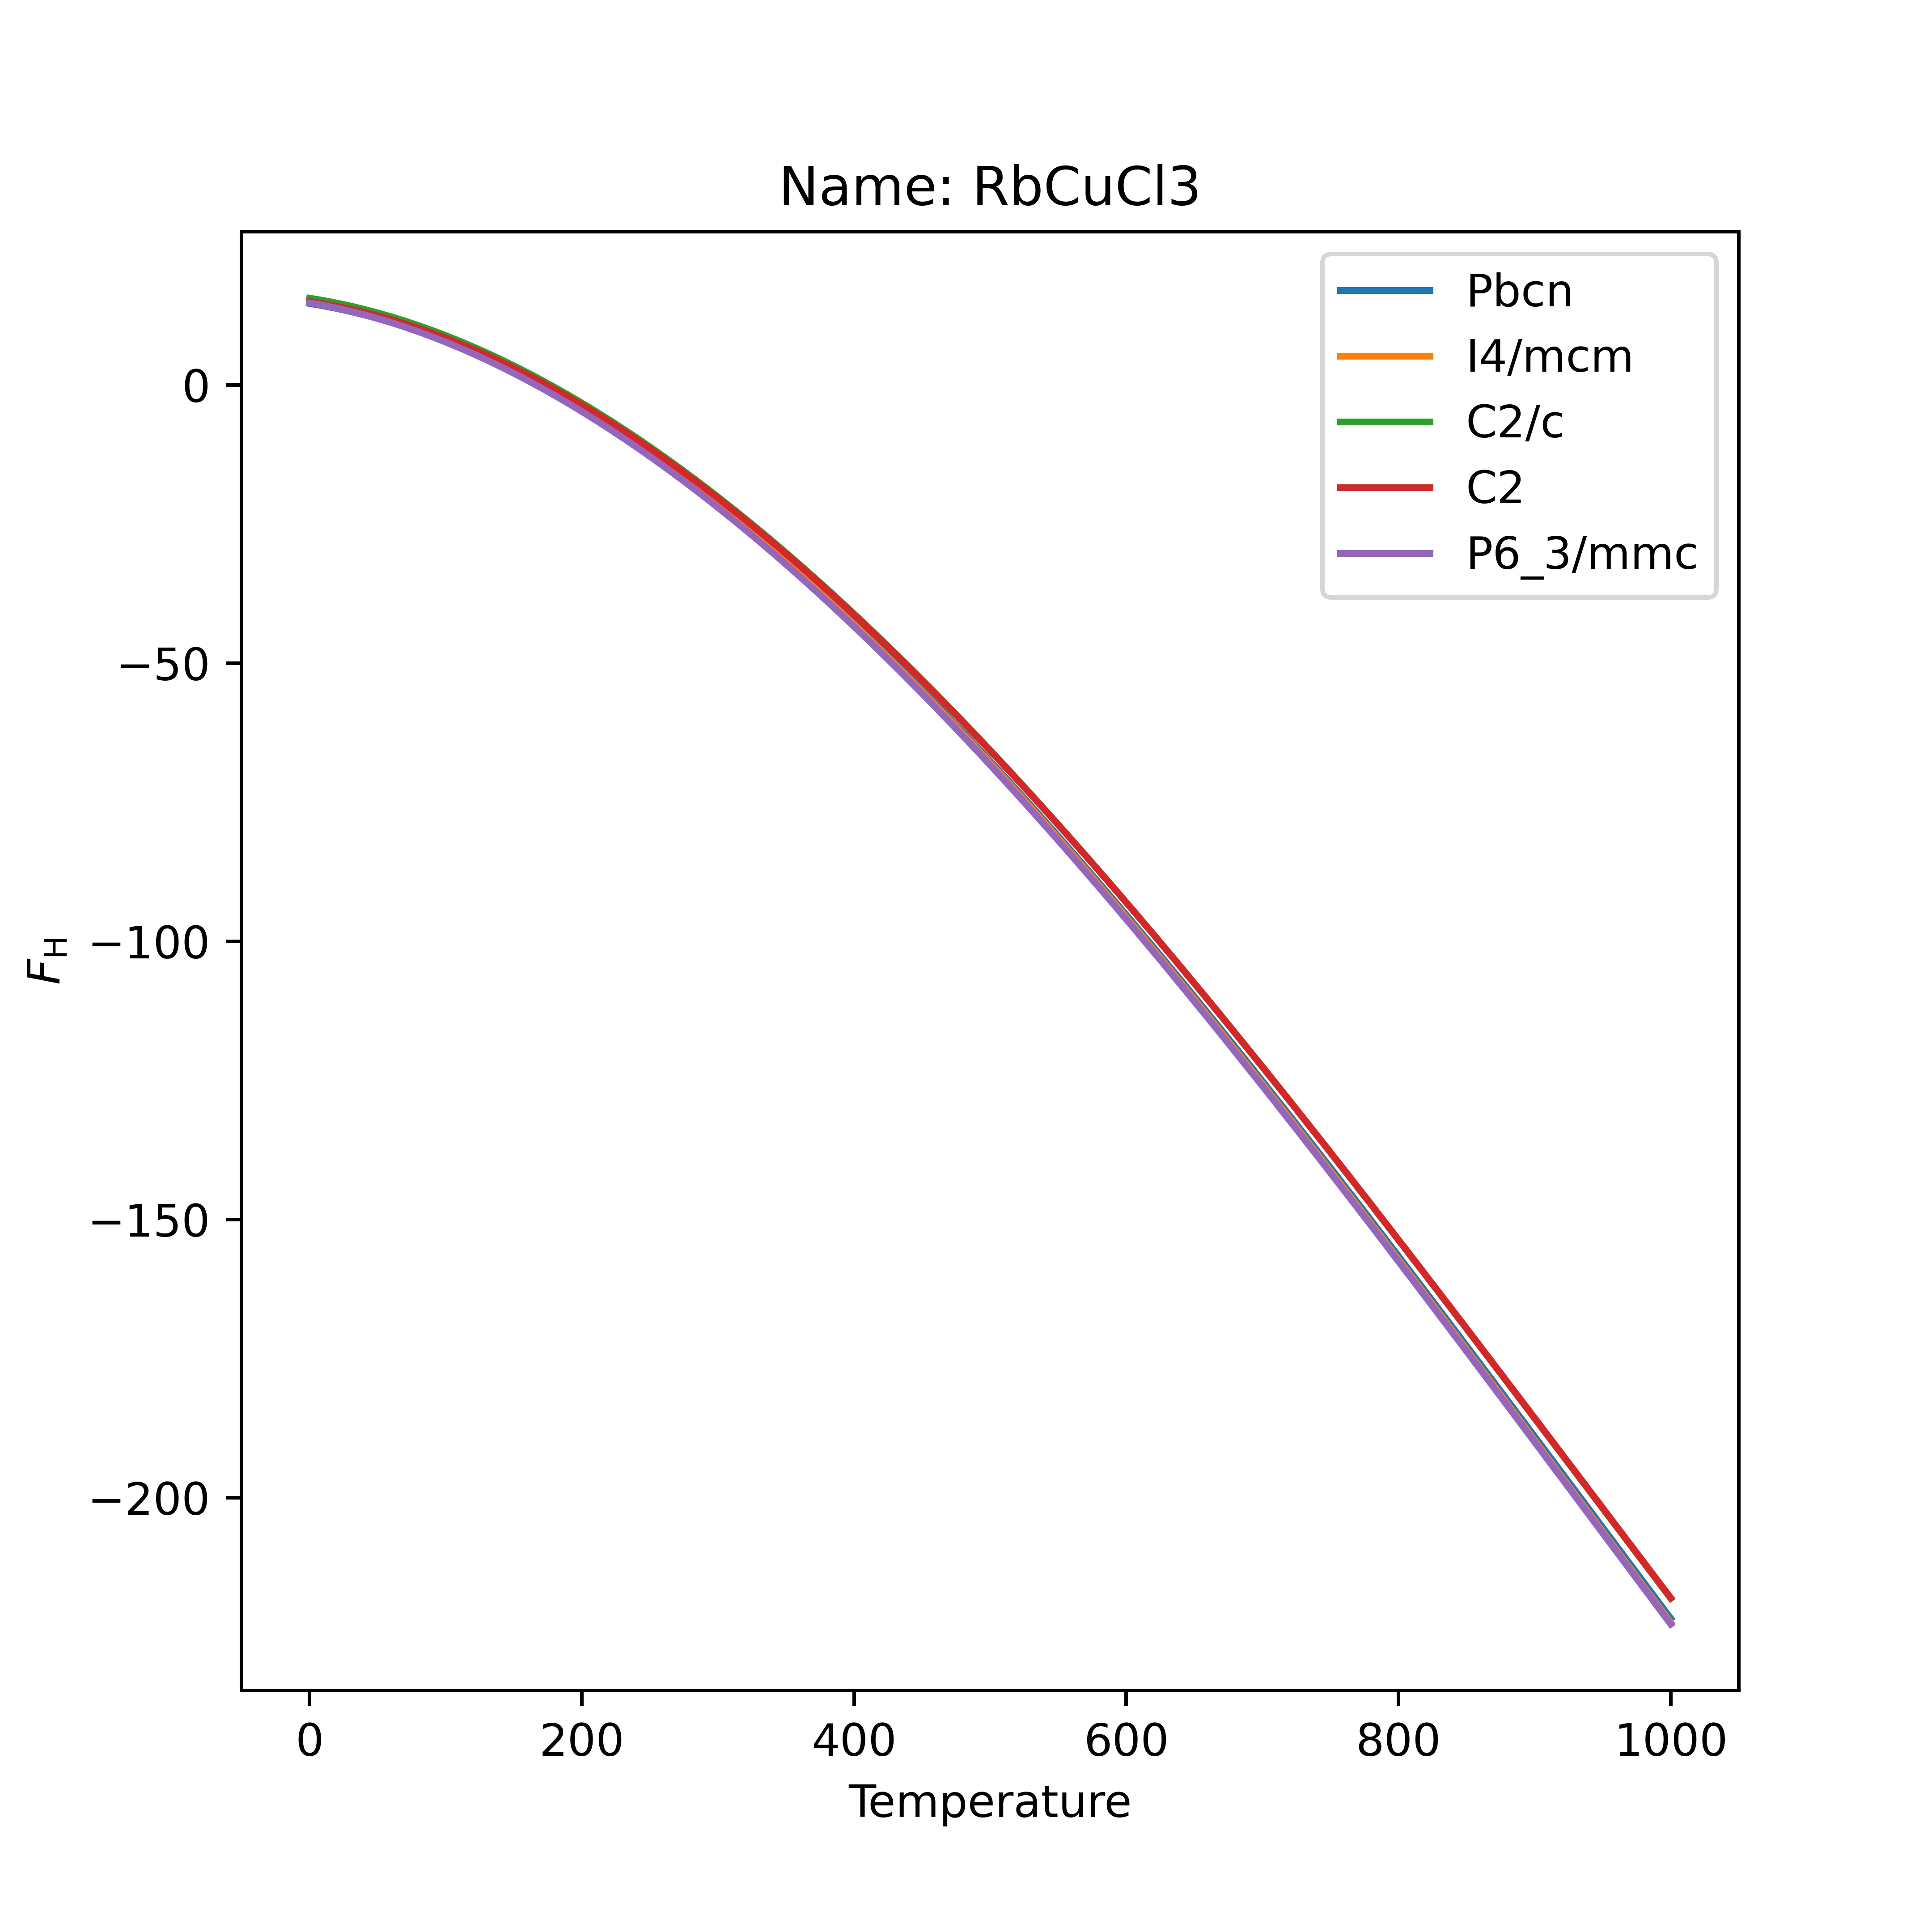 Name: RbCuCl3
Pbcn
I4/mcm
C2/c
C2
P6_3/mmc
0
−50
−100
−150
−200
F_H
0 200 400 600 800 1000
Temperature